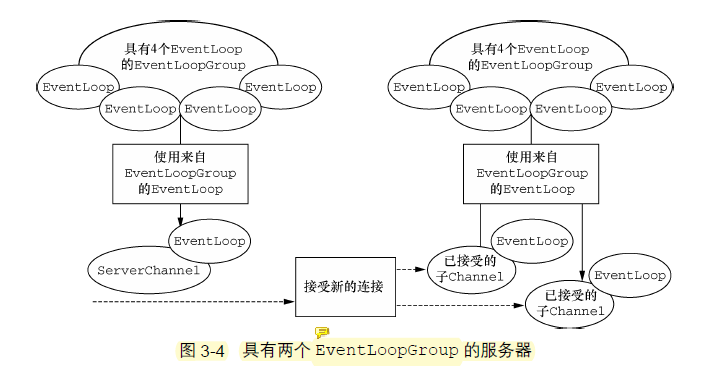 具有4个EventLoop
的EventLoopGroup
EventLoop
EventLoop
EventLoop
EventLoop
使用来自
EventLoopGroup
的EventLoop
EventLoop
ServerChannel
具有4个EventLoop
的EventLoopGroup
EventLoop
EventLoop
EventLoop
EventLoop
使用来自
EventLoopGroup
的EventLoop
EventLoop
已接受的
子Channel
EventLoop
已接受的
子Channel
接受新的连接
图 3-4 具有两个 EventLoopGroup 的服务器